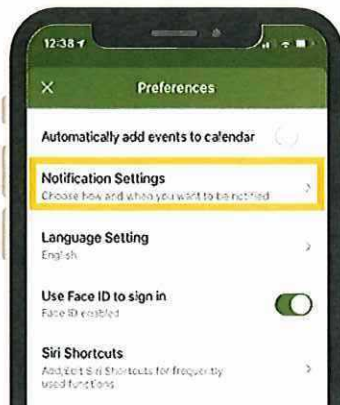 12:38
Preferences
Automatically add events to calendar
Notification Settings
Choose how and when you want to be notified
Language Setting
English
Use Face ID to sign in
Face ID enabled
Siri Shortcuts
Add/Edit Siri Shortcuts for frequently
used functions